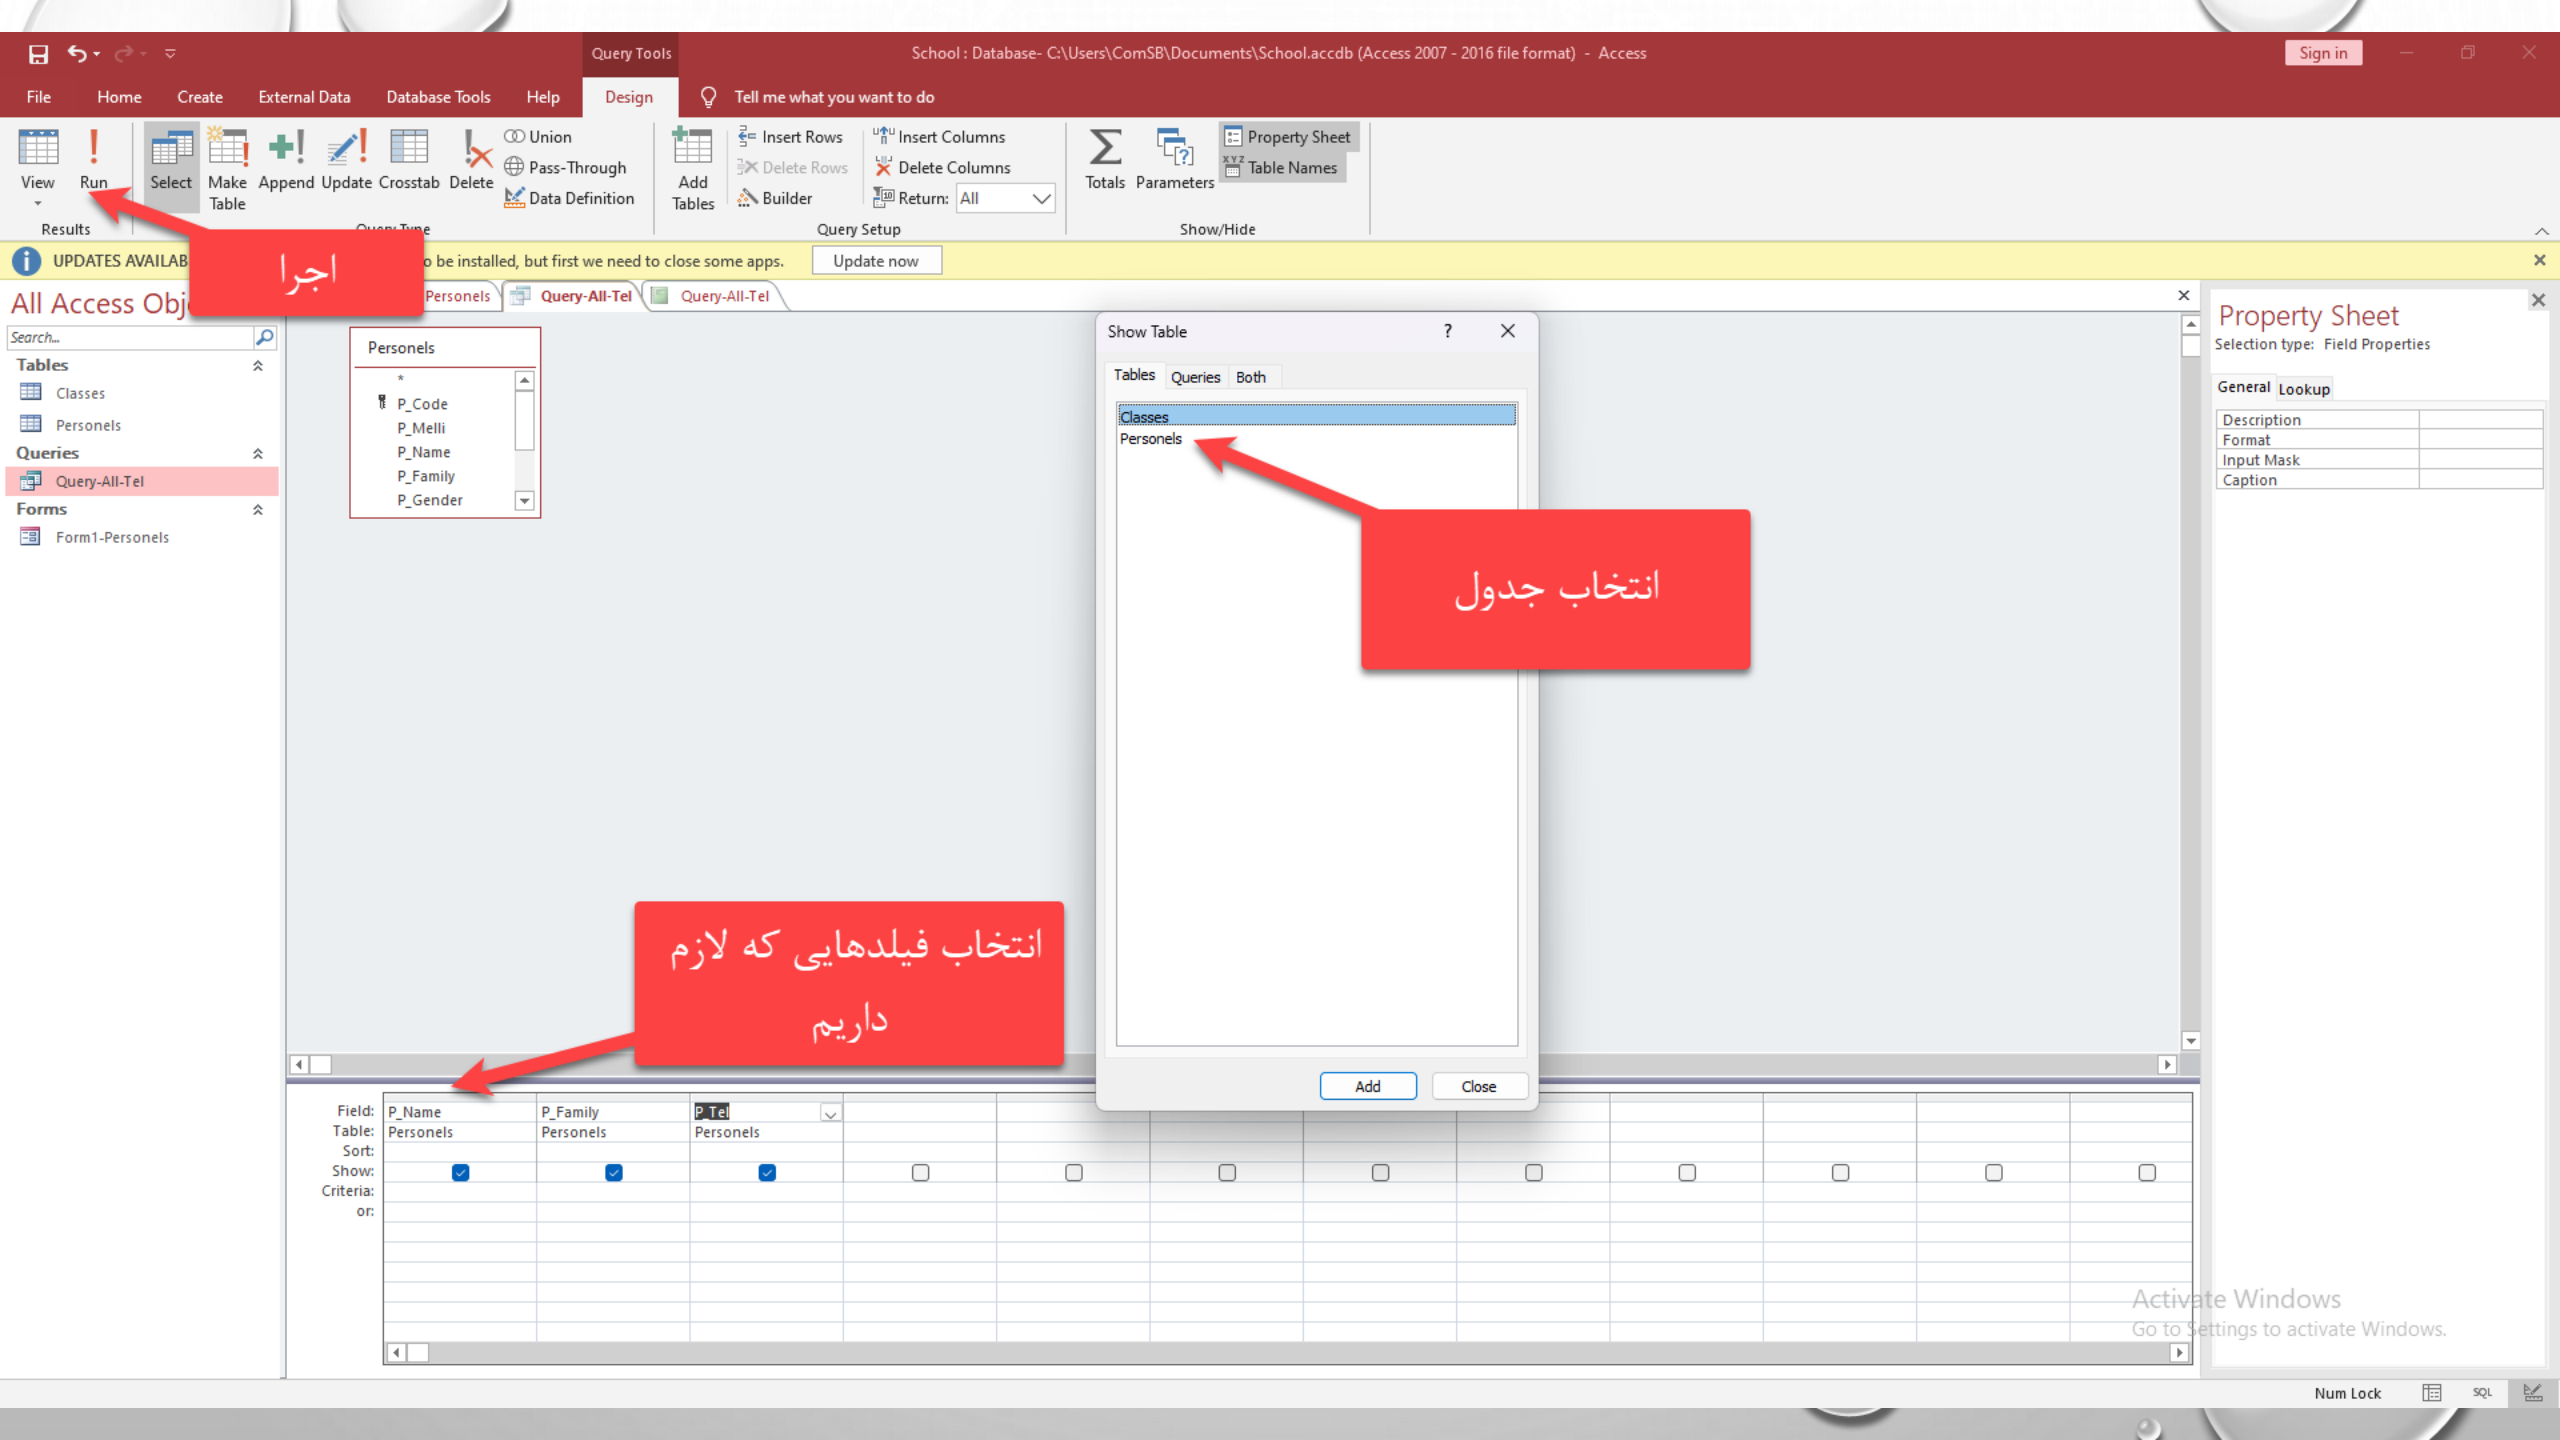 Query Tools
School : Database- C:\Users\ComSB\Documents\School.accdb (Access 2007 - 2016 file format) - Access
Sign in
File Home Create External Data Database Tools Help Design Tell me what you want to do
View
Run
Results
Select
Make Table
Append
Update
Crosstab
Delete
Union
Pass-Through
Data Definition
Add Tables
Insert Rows
Delete Rows
Builder
Insert Columns
Delete Columns
Return: All
Query Setup
Totals
Parameters
Property Sheet
Table Names
Show/Hide
اجرا
UPDATES AVAILAB
o be installed, but first we need to close some apps.
Update now
All Access Obj
Search...
Tables
Classes
Personels
Queries
Query-All-Tel
Forms
Form1-Personels
Personels
Query-All-Tel
Query-All-Tel
Personels
*
P_Code
P_Melli
P_Name
P_Family
P_Gender
Show Table
?
Tables Queries Both
Classes
Personels
انتخاب جدول
Add
Close
انتخاب فیلدهایی که لازم
داریم
Field: P_Name P_Family P_Tel
Table: Personels Personels Personels
Sort:
Show:
Criteria:
or:
Property Sheet
Selection type: Field Properties
General Lookup
Description
Format
Input Mask
Caption
Activate Windows
Go to Settings to activate Windows.
Num Lock
SQL